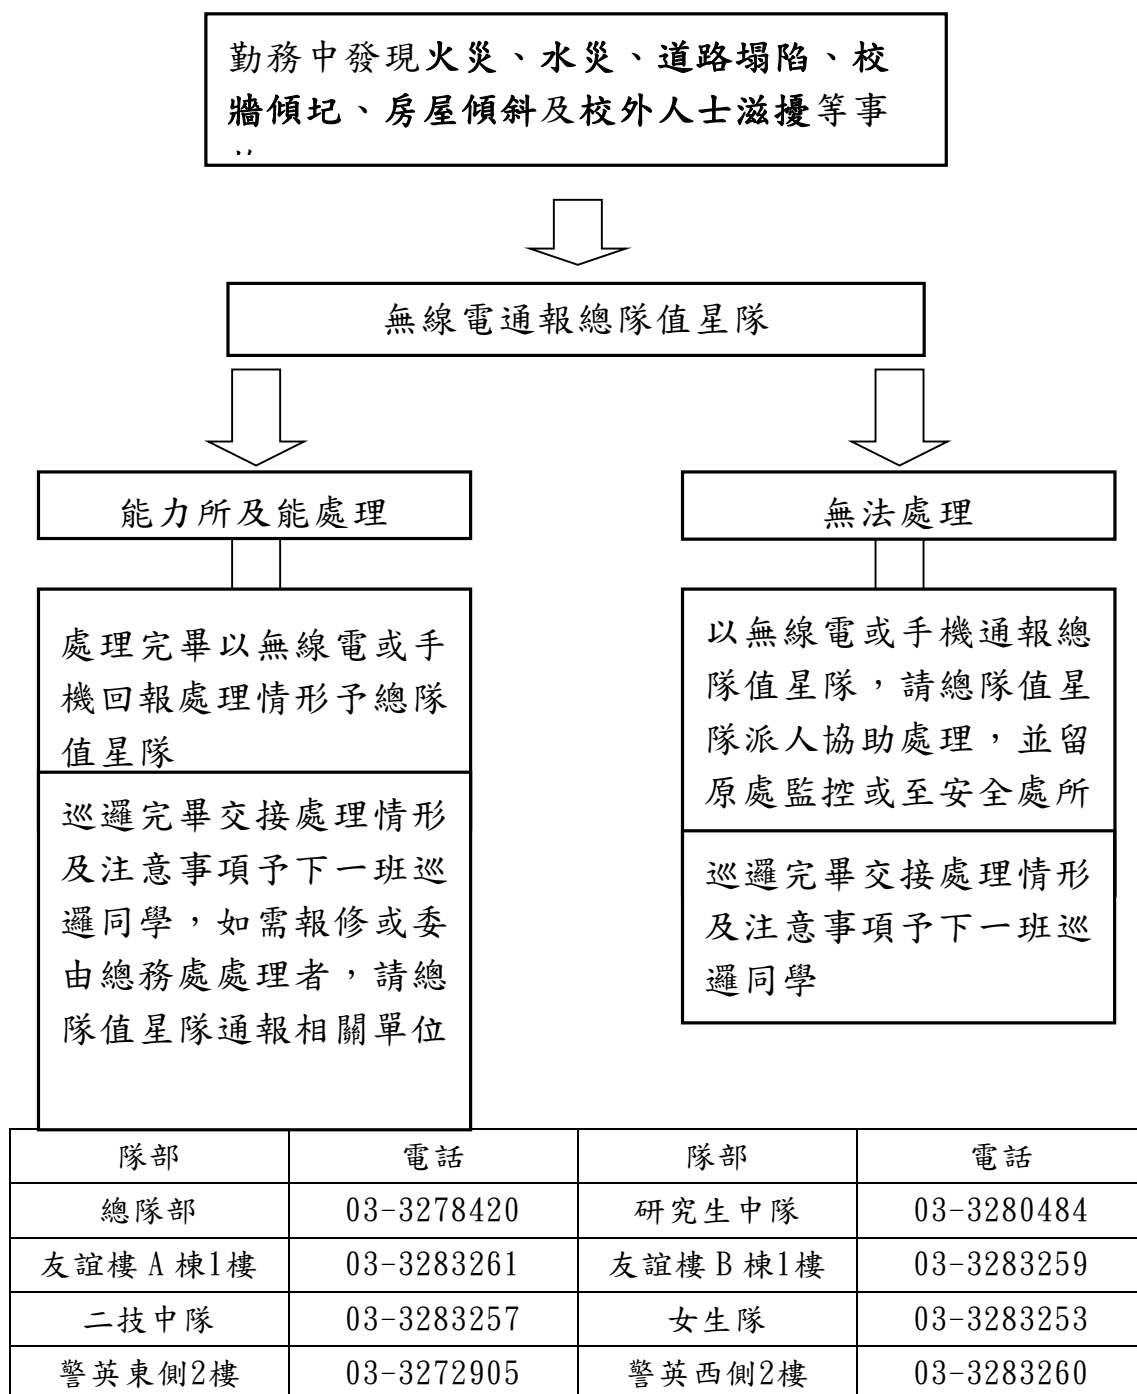 勤務中發現火災、水災、道路塌陷、校
牆傾圮、房屋傾斜及校外人士滋擾等事
無線電通報總隊值星隊
能力所及能處理
無法處理
處理完畢以無線電或手
機回報處理情形予總隊
值星隊
巡邏完畢交接處理情形
及注意事項予下一班巡
邏同學，如需報修或委
由總務處處理者，請總
隊值星隊通報相關單位
以無線電或手機通報總
隊值星隊，請總隊值星
隊派人協助處理，並留
原處監控或至安全處所
巡邏完畢交接處理情形
及注意事項予下一班巡
邏同學
隊部 電話 隊部 電話
總隊部 03-3278420 研究生中隊 03-3280484
友誼樓 A 棟1樓 03-3283261 友誼樓 B 棟1樓 03-3283259
二技中隊 03-3283257 女生隊 03-3283253
警英東側2樓 03-3272905 警英西側2樓 03-3283260